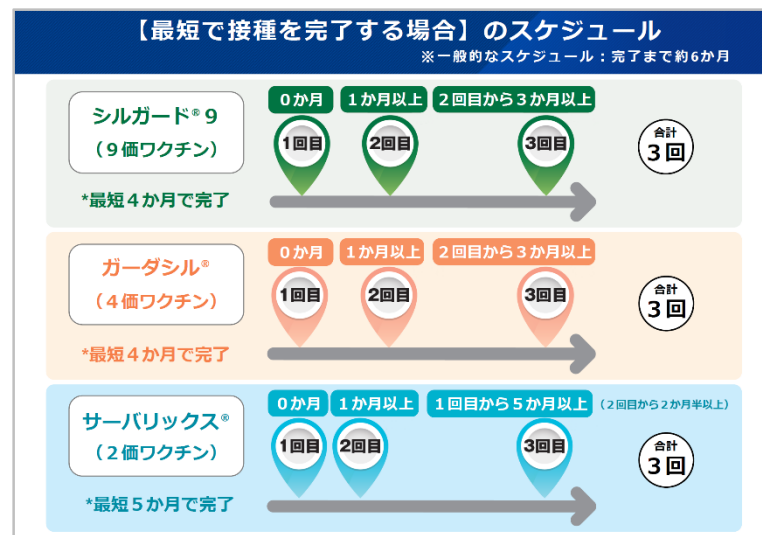 【最短で接種を完了する場合】のスケジュール
※一般的なスケジュール：完了まで約6か月
シルガード®9
（９価ワクチン）
*最短４か月で完了
０か月 １か月以上 ２回目から３か月以上
1回目 2回目 3回目
合計
３回
ガーダシル®
（４価ワクチン）
*最短４か月で完了
０か月 １か月以上 ２回目から３か月以上
1回目 2回目 3回目
合計
３回
サーバリックス®
（２価ワクチン）
*最短５か月で完了
０か月 １か月以上 １回目から５か月以上 （２回目から２か月半以上）
1回目 2回目 3回目
合計
３回